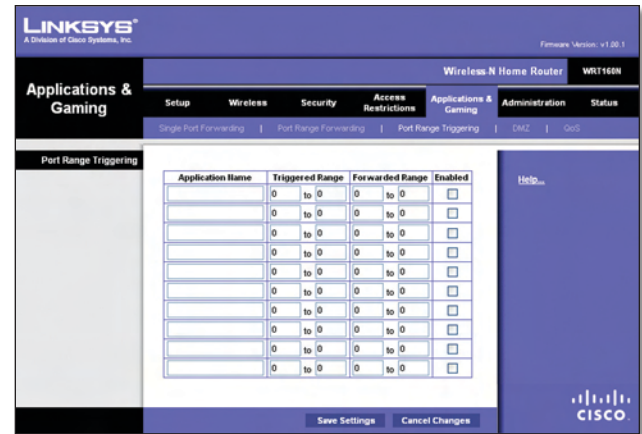 LINKSYS®
A Division of Cisco Systems, Inc.
Firmware Version: v1.00.1
Wireless-N Home Router WRT160N
Applications & Gaming
Setup Wireless Security Access Restrictions Applications & Gaming Administration Status
Single Port Forwarding | Port Range Forwarding | Port Range Triggering | DMZ | QoS
Port Range Triggering
Application Name Triggered Range Forwarded Range Enabled
Help...
0 to 0 0 to 0
0 to 0 0 to 0
0 to 0 0 to 0
0 to 0 0 to 0
0 to 0 0 to 0
0 to 0 0 to 0
0 to 0 0 to 0
0 to 0 0 to 0
0 to 0 0 to 0
0 to 0 0 to 0
Save Settings Cancel Changes
CISCO